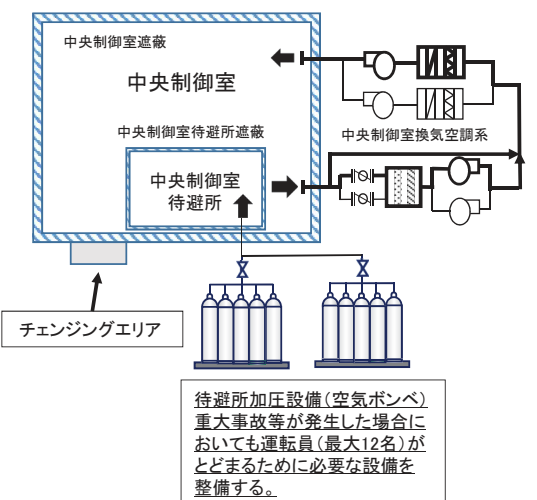 中央制御室遮蔽
中央制御室
中央制御室待避所遮蔽
中央制御室換気空調系
中央制御室
待避所
チェンジングエリア
待避所加圧設備(空気ボンベ)
重大事故等が発生した場合に
おいても運転員(最大12名)が
とどまるために必要な設備を
整備する。